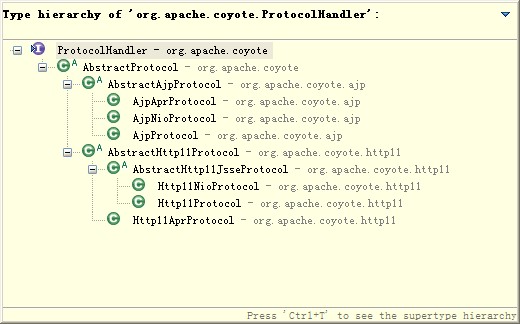 Type hierarchy of 'org.apache.coyote.ProtocolHandler':
ProtocolHandler - org.apache.coyote
AbstractProtocol - org.apache.coyote
AbstractAjpProtocol - org.apache.coyote.ajp
AjpAprProtocol - org.apache.coyote.ajp
AjpNioProtocol - org.apache.coyote.ajp
AjpProtocol - org.apache.coyote.ajp
AbstractHttp11Protocol - org.apache.coyote.http11
AbstractHttp11JsseProtocol - org.apache.coyote.http11
Http11NioProtocol - org.apache.coyote.http11
Http11Protocol - org.apache.coyote.http11
Http11AprProtocol - org.apache.coyote.http11
Press 'Ctrl+T' to see the supertype hierarchy